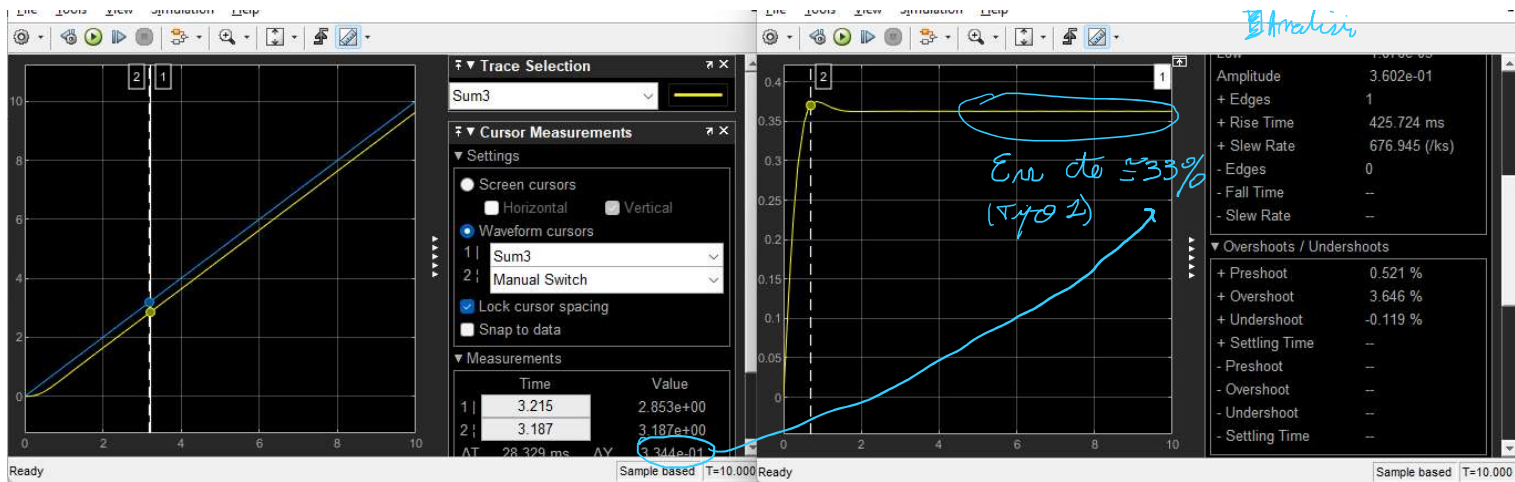 File Tools View Simulation Help
2 1
10
8
6
4
2
0
0 2 4 6 8 10
Trace Selection
Sum3
Cursor Measurements
Settings
Screen cursors
Horizontal Vertical
Waveform cursors
1 Sum3
2 Manual Switch
Lock cursor spacing
Snap to data
Measurements
Time Value
1 3.215 2.853e+00
2 3.187 3.187e+00
ΔT 28.329 ms ΔY 3.344e-01
Ready Sample based T=10.000
File Tools View Simulation Help
Analisis
2 1
0.4
0.35
0.3
0.25
0.2
0.15
0.1
0.05
0
0 2 4 6 8 10
Err cte ≅33%
(Tipo 1)
Amplitude 3.602e-01
+ Edges 1
+ Rise Time 425.724 ms
+ Slew Rate 676.945 (/ks)
- Edges 0
- Fall Time --
- Slew Rate --
Overshoots / Undershoots
+ Preshoot 0.521 %
+ Overshoot 3.646 %
+ Undershoot -0.119 %
+ Settling Time --
- Preshoot --
- Overshoot --
- Undershoot --
- Settling Time --
Ready Sample based T=10.000